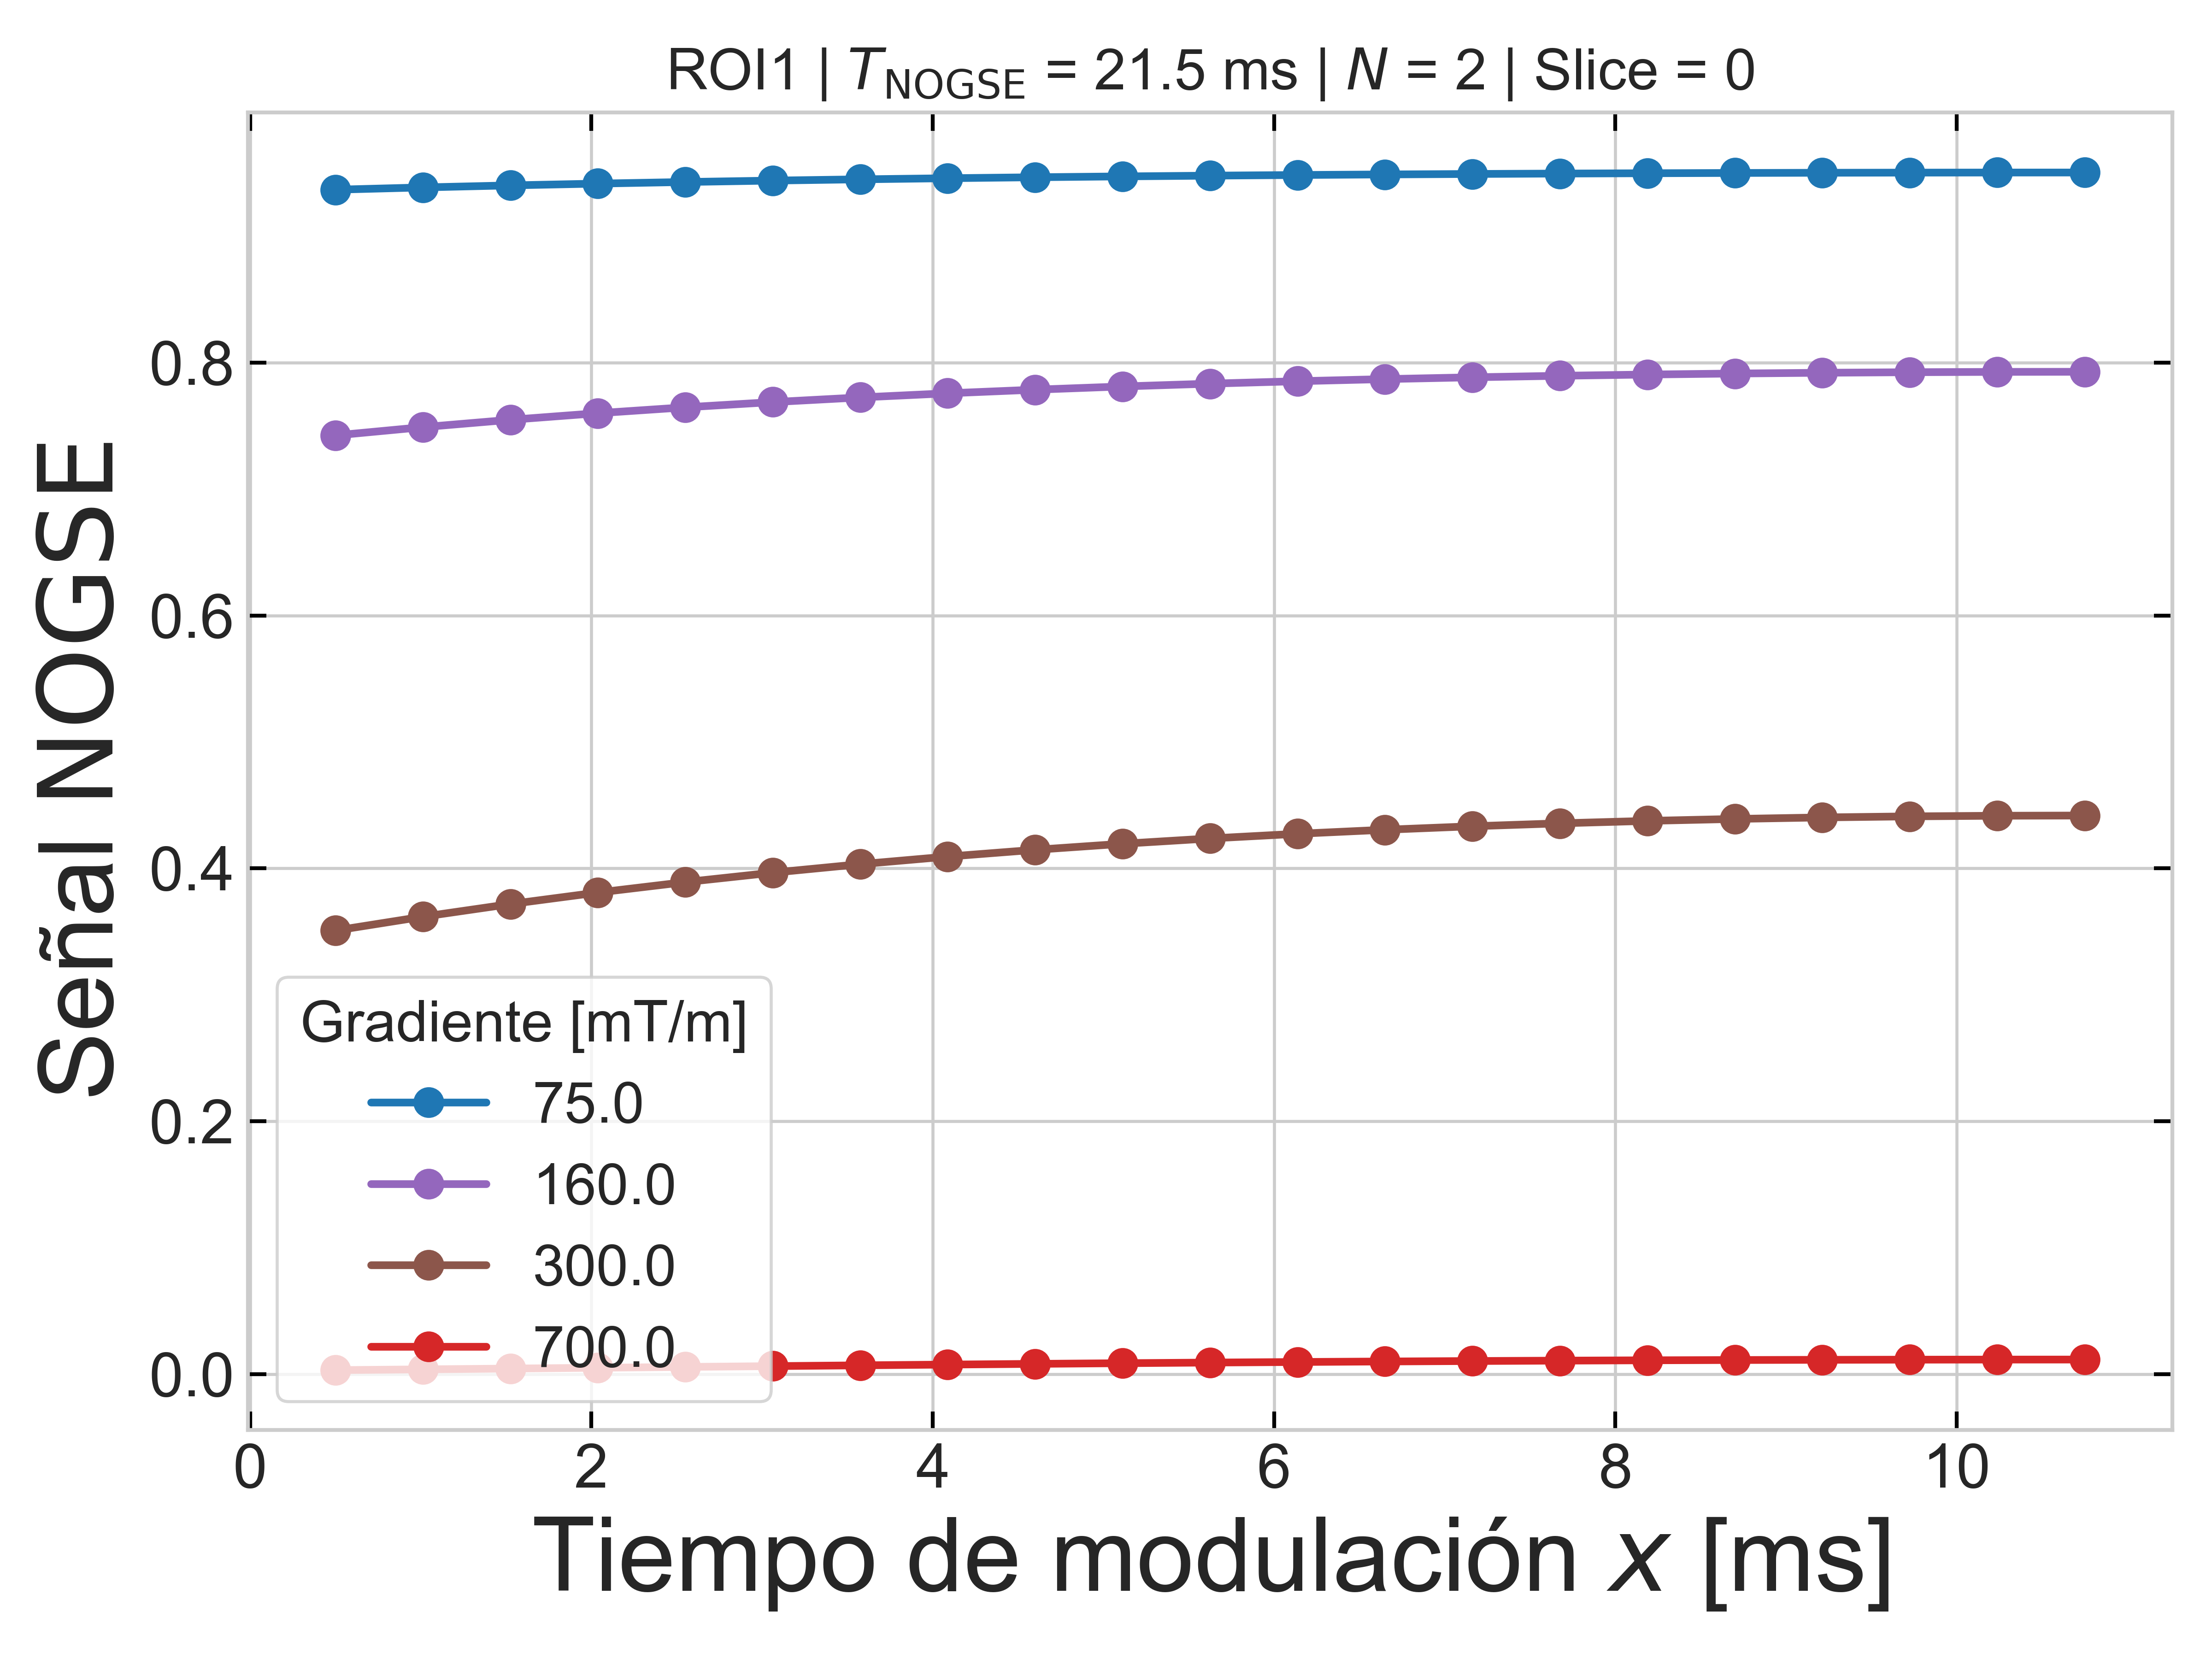 ROI1 | T_NOGSE = 21.5 ms | N = 2 | Slice = 0
Señal NOGSE
0.8
0.6
0.4
0.2
0.0
Gradiente [mT/m]
75.0
160.0
300.0
700.0
0 2 4 6 8 10
Tiempo de modulación x [ms]